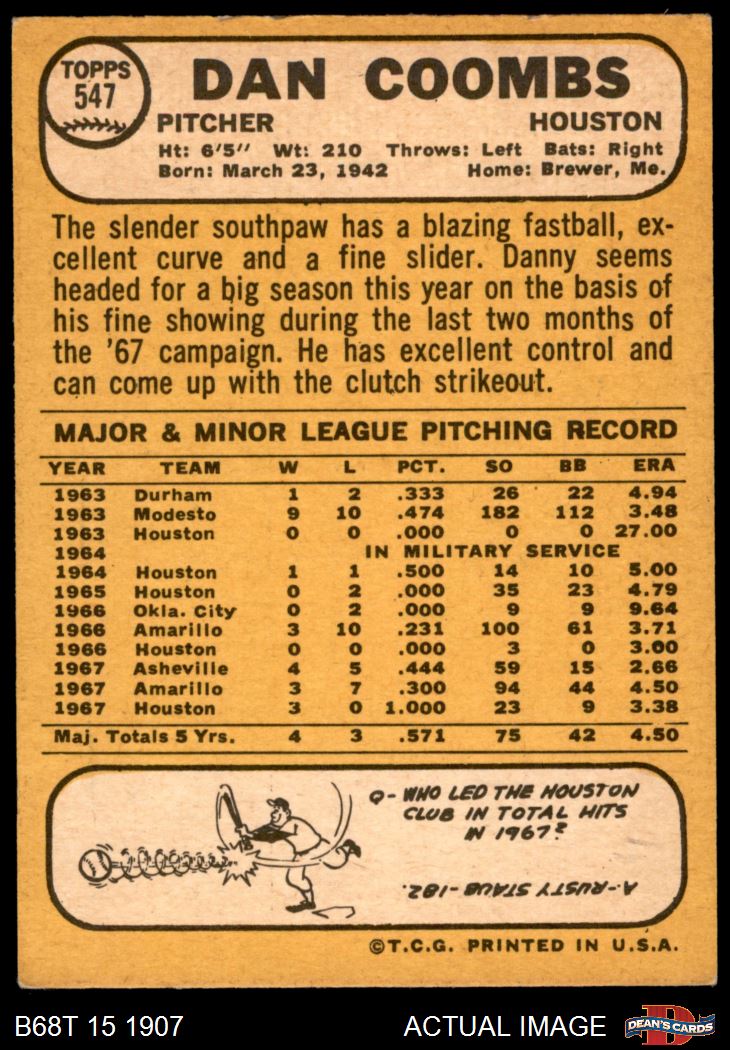 TOPPS
547
DAN COOMBS
PITCHER HOUSTON
Ht: 6'5" Wt: 210 Throws: Left Bats: Right
Born: March 23, 1942 Home: Brewer, Me.
The slender southpaw has a blazing fastball, ex-
cellent curve and a fine slider. Danny seems
headed for a big season this year on the basis of
his fine showing during the last two months of
the '67 campaign. He has excellent control and
can come up with the clutch strikeout.
MAJOR & MINOR LEAGUE PITCHING RECORD
YEAR TEAM W L PCT. SO BB ERA
1963 Durham 1 2 .333 26 22 4.94
1963 Modesto 9 10 .474 182 112 3.48
1963 Houston 0 0 .000 0 0 27.00
1964 IN MILITARY SERVICE
1964 Houston 1 1 .500 14 10 5.00
1965 Houston 0 2 .000 35 23 4.79
1966 Okla. City 0 2 .000 9 9 9.64
1966 Amarillo 3 10 .231 100 61 3.71
1966 Houston 0 0 .000 3 0 3.00
1967 Asheville 4 5 .444 59 15 2.66
1967 Amarillo 3 7 .300 94 44 4.50
1967 Houston 3 0 1.000 23 9 3.38
Maj. Totals 5 Yrs. 4 3 .571 75 42 4.50
Q- WHO LED THE HOUSTON
CLUB IN TOTAL HITS
IN 1967?
A-RUSTY STAUB-182.
©T.C.G. PRINTED IN U.S.A.
B68T 15 1907 ACTUAL IMAGE
D
DEAN'S CARDS